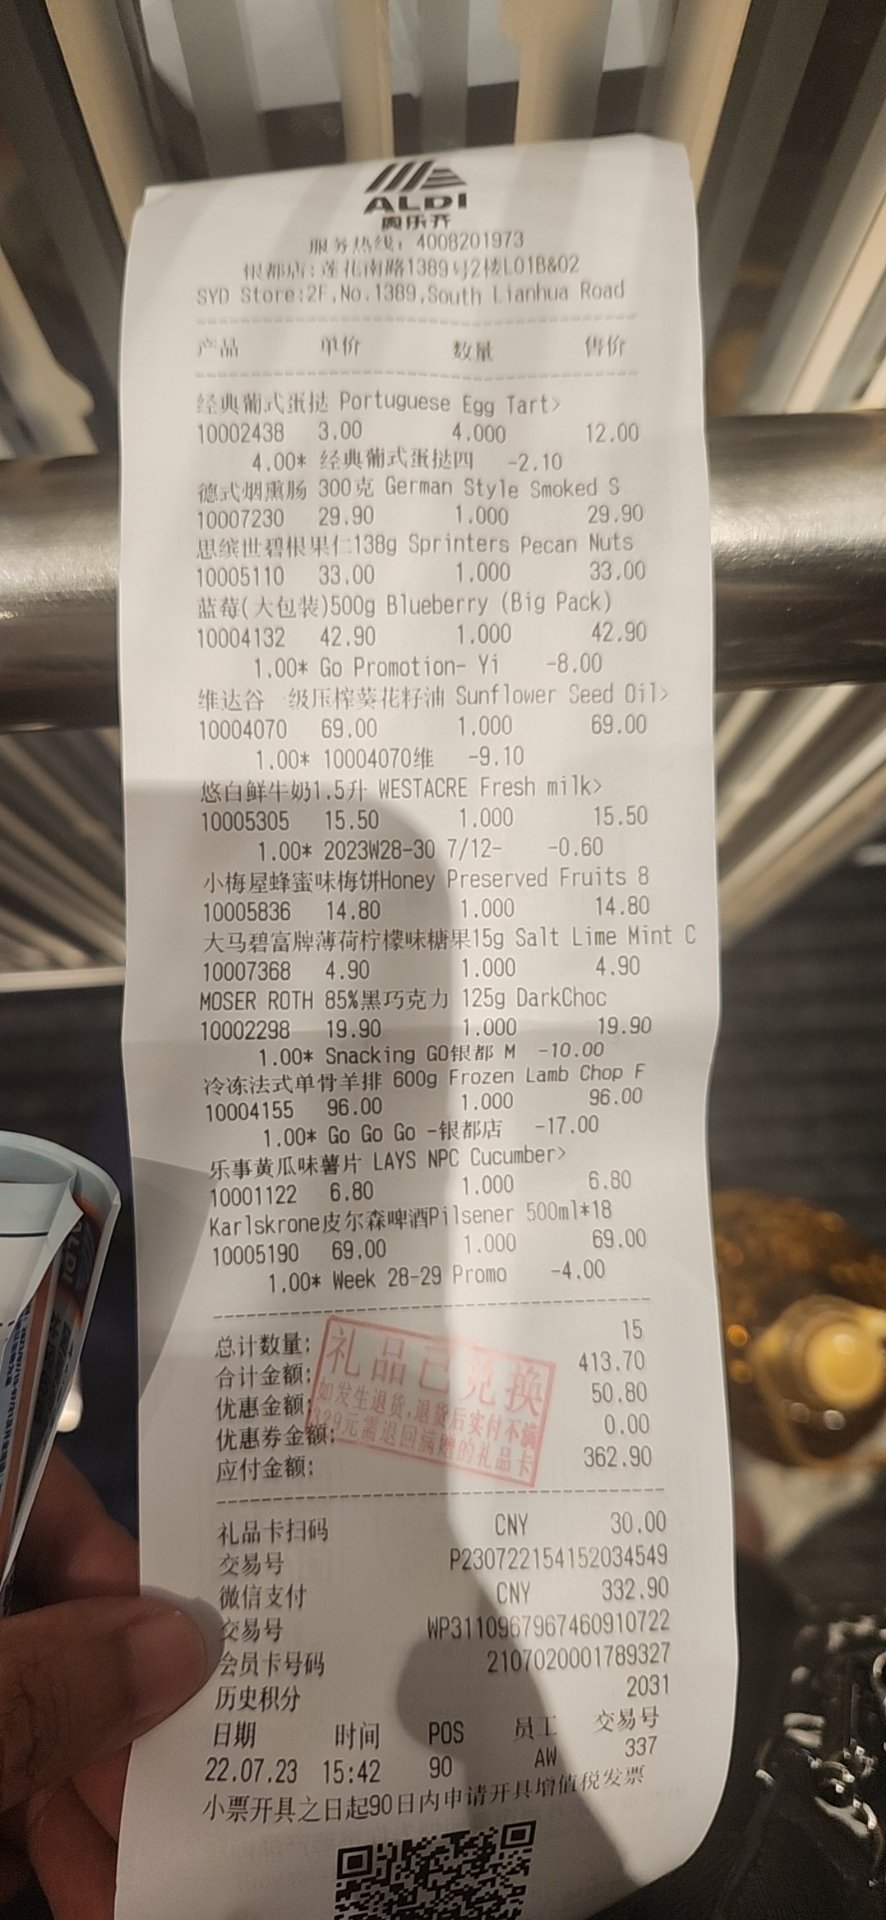 ALDI
奥乐齐
服务热线: 4008201973
银都店:莲花南路1389号2楼L01B&02
SYD Store:2F,No.1389,South Lianhua Road
产品 单价 数量 售价
经典葡式蛋挞 Portuguese Egg Tart>
10002438 3.00 4.000 12.00
4.00* 经典葡式蛋挞四 -2.10
德式烟熏肠 300克 German Style Smoked S
10007230 29.90 1.000 29.90
思缤世碧根果仁138g Sprinters Pecan Nuts
10005110 33.00 1.000 33.00
蓝莓(大包装)500g Blueberry (Big Pack)
10004132 42.90 1.000 42.90
1.00* Go Promotion- Yi -8.00
维达谷一级压榨葵花籽油 Sunflower Seed Oil>
10004070 69.00 1.000 69.00
1.00* 10004070维 -9.10
悠白鲜牛奶1.5升 WESTACRE Fresh milk>
10005305 15.50 1.000 15.50
1.00* 2023W28-30 7/12- -0.60
小梅屋蜂蜜味梅饼Honey Preserved Fruits 8
10005836 14.80 1.000 14.80
大马碧富牌薄荷柠檬味糖果15g Salt Lime Mint C
10007368 4.90 1.000 4.90
MOSER ROTH 85%黑巧克力 125g DarkChoc
10002298 19.90 1.000 19.90
1.00* Snacking GO银都 M -10.00
冷冻法式单骨羊排 600g Frozen Lamb Chop F
10004155 96.00 1.000 96.00
1.00* Go Go Go -银都店 -17.00
乐事黄瓜味薯片 LAYS NPC Cucumber>
10001122 6.80 1.000 6.80
Karlskrone皮尔森啤酒Pilsener 500ml*18
10005190 69.00 1.000 69.00
1.00* Week 28-29 Promo -4.00
总计数量: 15
合计金额: 413.70
优惠金额: 50.80
优惠券金额: 0.00
应付金额: 362.90
礼品已兑换
如发生退货,退货后实付不满
329元需退回满赠的礼品卡
礼品卡扫码 CNY 30.00
交易号 P230722154152034549
微信支付 CNY 332.90
交易号 WP3110967967460910722
会员卡号码 2107020001789327
历史积分 2031
日期 时间 POS 员工 交易号
22.07.23 15:42 90 AW 337
小票开具之日起90日内申请开具增值税发票